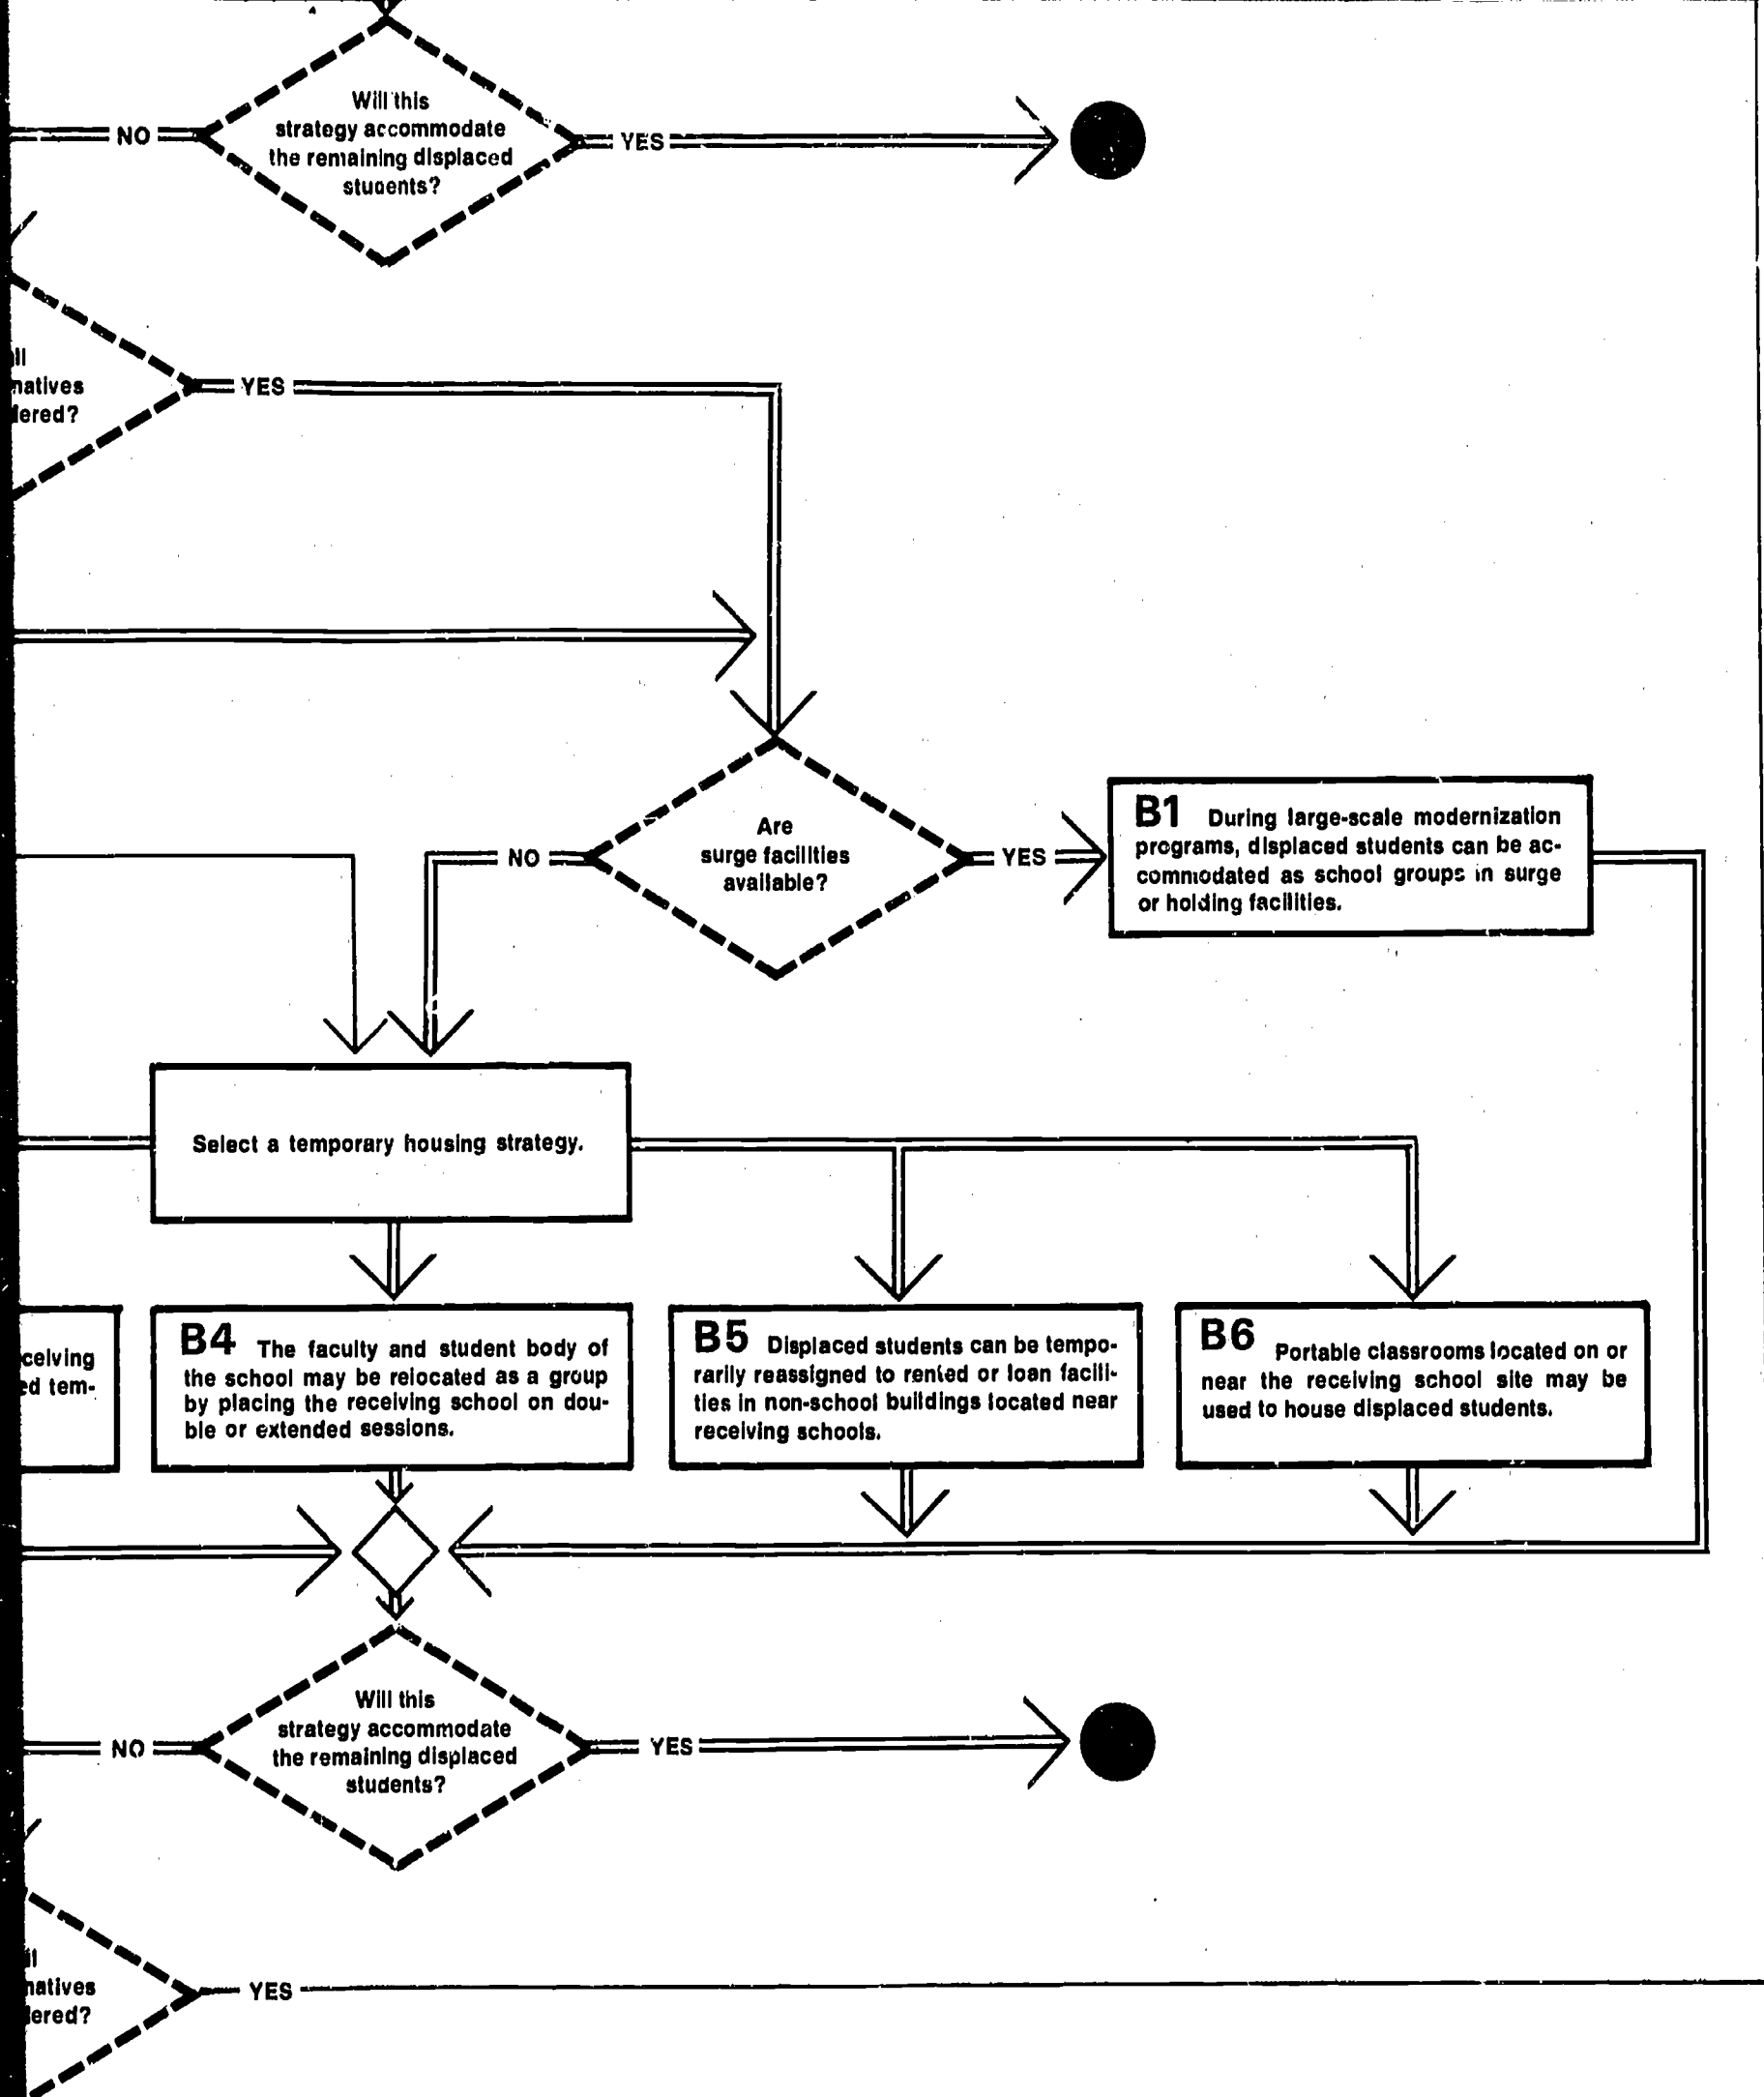 Will this
strategy accommodate
the remaining displaced
students?
NO
YES
natives
YES
Are
surge facilities
available?
NO
YES
B1 During large-scale modernization
programs, displaced students can be ac-
commodated as school groups in surge
or holding facilities.
Select a temporary housing strategy.
tem-
B4 The faculty and student body of
the school may be relocated as a group
by placing the receiving school on dou-
ble or extended sessions.
B5 Displaced students can be tempo-
rarily reassigned to rented or loan facili-
ties in non-school buildings located near
receiving schools.
B6 Portable classrooms located on or
near the receiving school site may be
used to house displaced students.
Will this
strategy accommodate
the remaining displaced
students?
NO
YES
natives
YES